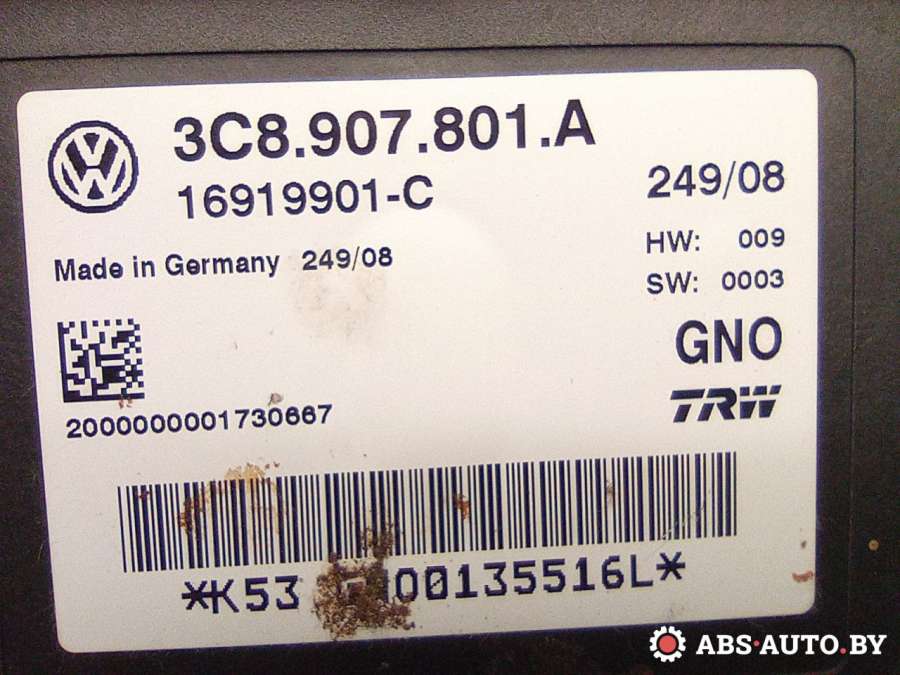 3C8.907.801.A
16919901-C
249/08
Made in Germany 249/08
HW: 009
SW: 0003
GNO
TRW
2000000001730667
*K53 00135516L*
ABS·AUTO.BY